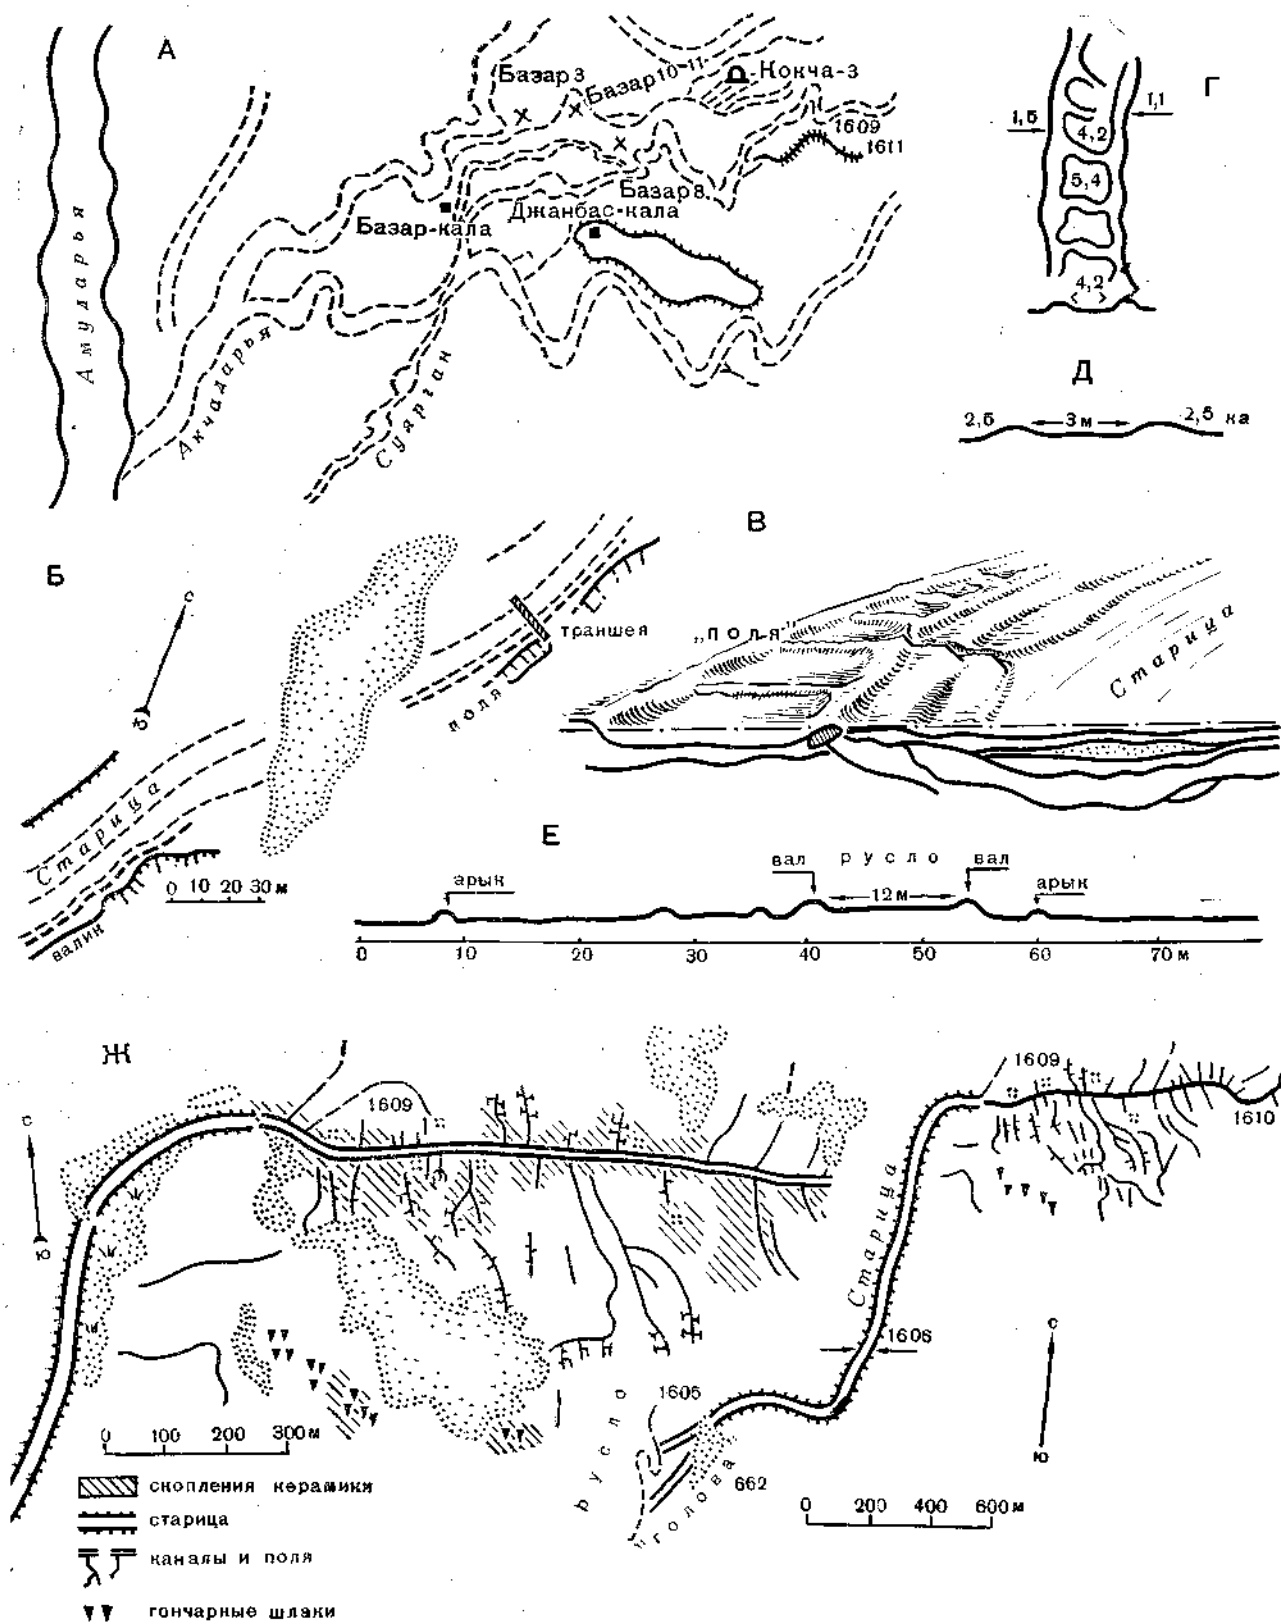 А
Базар 3
Базар 10-11
Кокча-3
1609
1611
Базар 8
Базар-кала
Джанбас-кала
Амударья
Акчадарья
Суярган
Г
1,5
1,1
4,2
5,4
4,2
Д
2,5
3 м
2,5 ка
Б
С
Ю
траншея
поля
Старица
0 10 20 30 м
валик
В
„поля"
Старица
Е
арык
вал
русло
вал
12 м
арык
0 10 20 30 40 50 60 70 м
Ж
С
Ю
1609
1609
1610
Старица
1606
1605
русло
„голова"
662
С
Ю
0 100 200 300 м
0 200 400 600 м
скопления керамики
старица
каналы и поля
гончарные шлаки